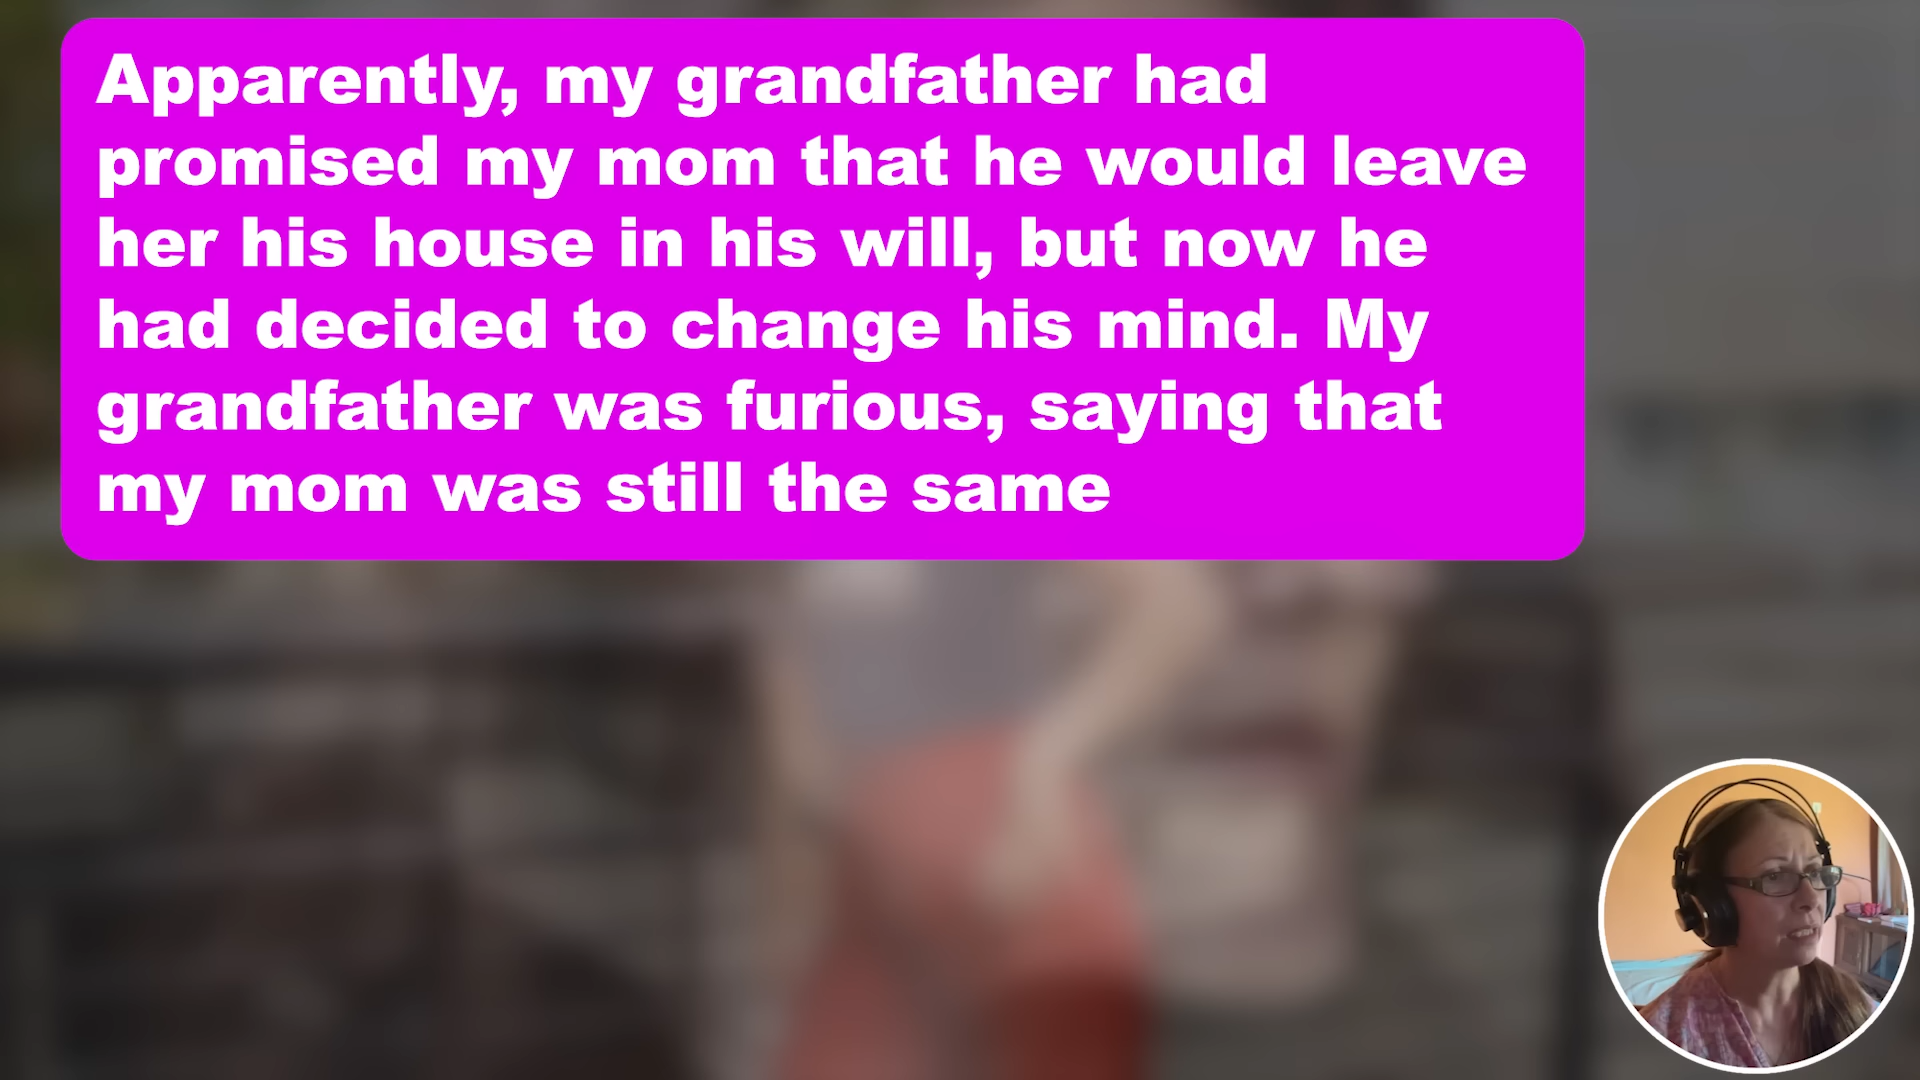 Apparently, my grandfather had
promised my mom that he would leave
her his house in his will, but now he
had decided to change his mind. My
grandfather was furious, saying that
my mom was still the same